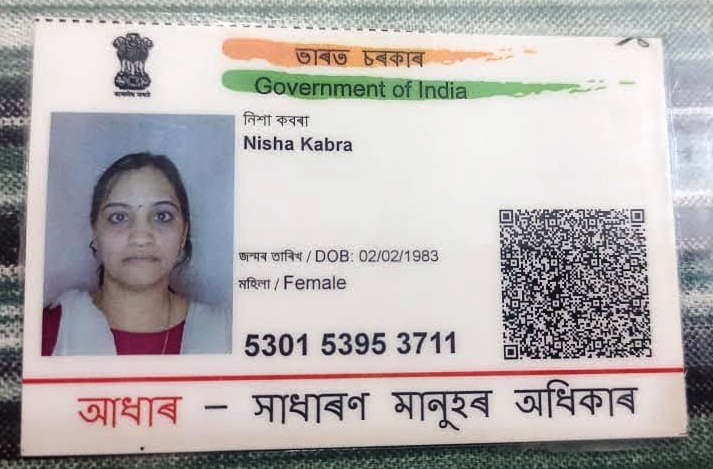 ভাৰত চৰকাৰ
Government of India
নিশা কবৰা
Nisha Kabra
জন্মৰ তাৰিখ / DOB: 02/02/1983
মহিলা / Female
5301 5395 3711
আধাৰ – সাধাৰণ মানুহৰ অধিকাৰ